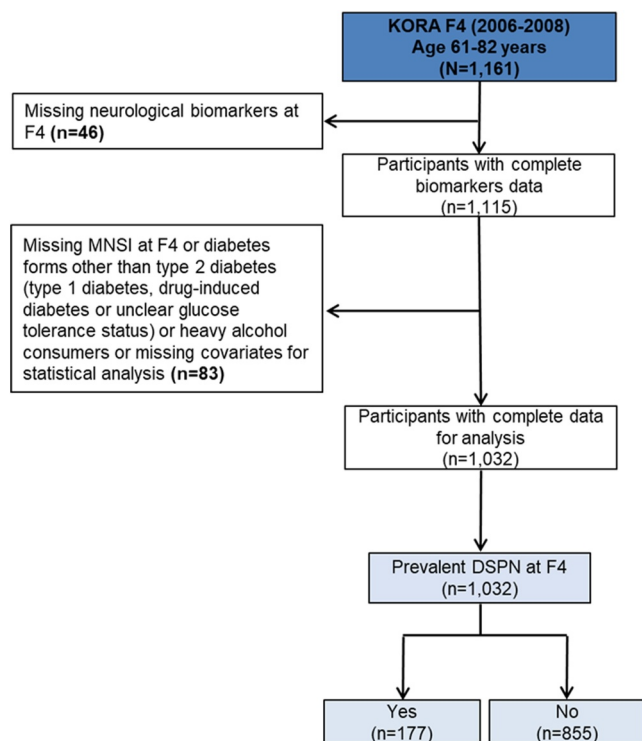 KORA F4 (2006-2008)
Age 61-82 years
(N=1,161)
Missing neurological biomarkers at
F4 (n=46)
Participants with complete
biomarkers data
(n=1,115)
Missing MNSI at F4 or diabetes
forms other than type 2 diabetes
(type 1 diabetes, drug-induced
diabetes or unclear glucose
tolerance status) or heavy alcohol
consumers or missing covariates for
statistical analysis (n=83)
Participants with complete data
for analysis
(n=1,032)
Prevalent DSPN at F4
(n=1,032)
Yes
(n=177)
No
(n=855)